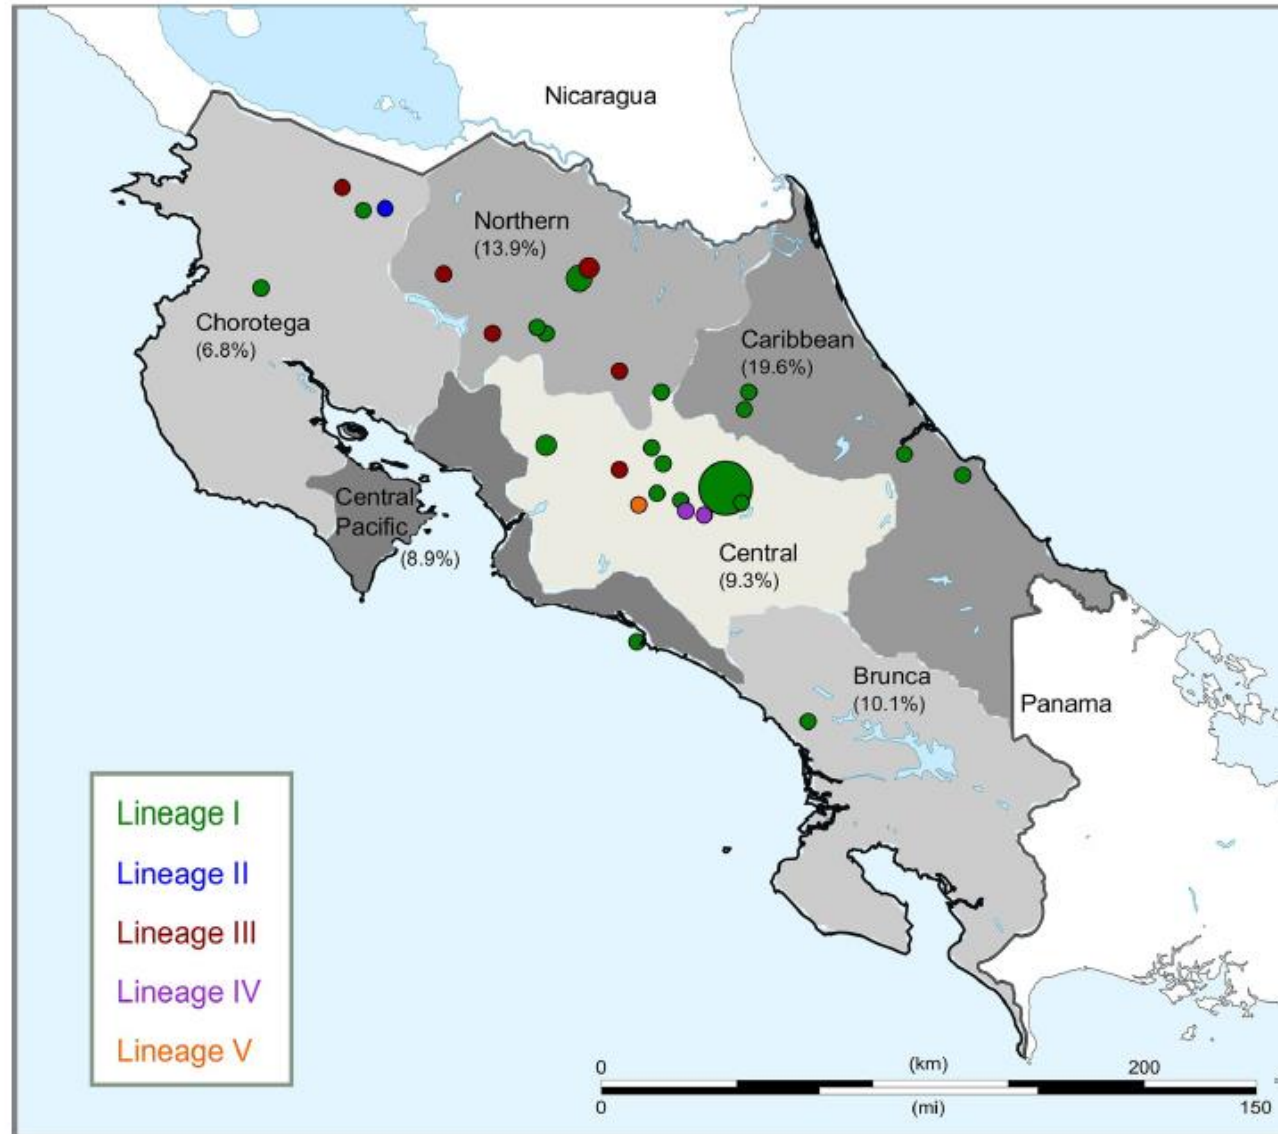 Nicaragua
Northern
(13.9%)
Chorotega
(6.8%)
Caribbean
(19.6%)
Central
Pacific
(8.9%)
Central
(9.3%)
Brunca
(10.1%)
Panama
Lineage I
Lineage II
Lineage III
Lineage IV
Lineage V
0 (km) 200
0 (mi) 150